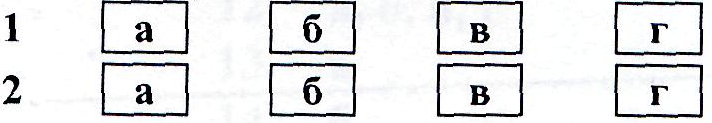 1 а б в г
2 а б в г